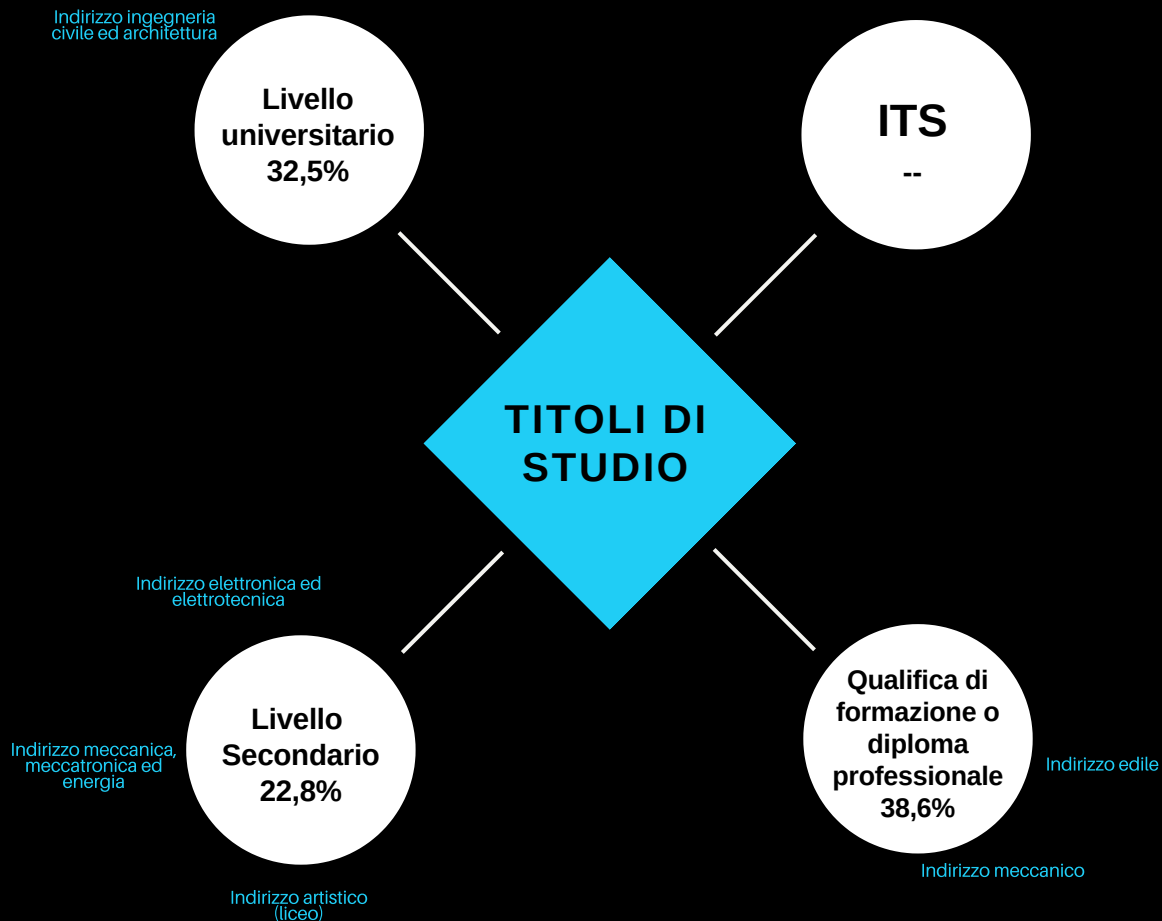 Indirizzo ingegneria
civile ed architettura
Livello
universitario
32,5%
ITS
--
TITOLI DI
STUDIO
Indirizzo elettronica ed
elettrotecnica
Livello
Secondario
22,8%
Indirizzo meccanica,
meccatronica ed
energia
Indirizzo artistico
(liceo)
Qualifica di
formazione o
diploma
professionale
38,6%
Indirizzo edile
Indirizzo meccanico